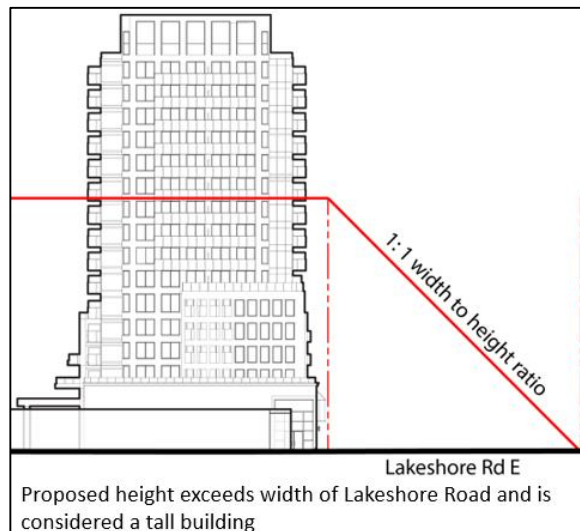 1: 1 width to height ratio
Lakeshore Rd E
Proposed height exceeds width of Lakeshore Road and is
considered a tall building